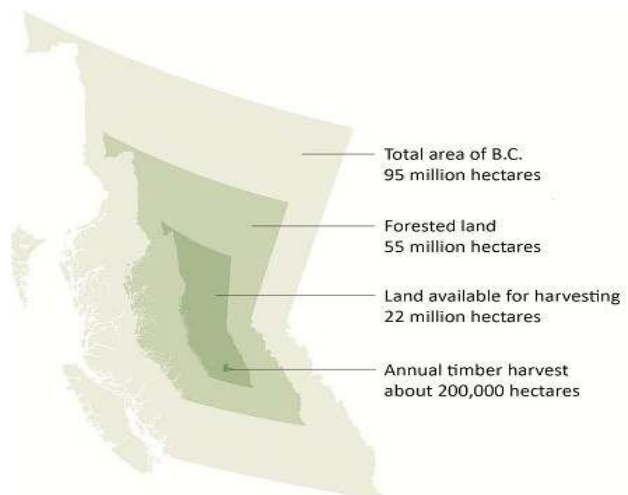 Total area of B.C.
95 million hectares
Forested land
55 million hectares
Land available for harvesting
22 million hectares
Annual timber harvest
about 200,000 hectares